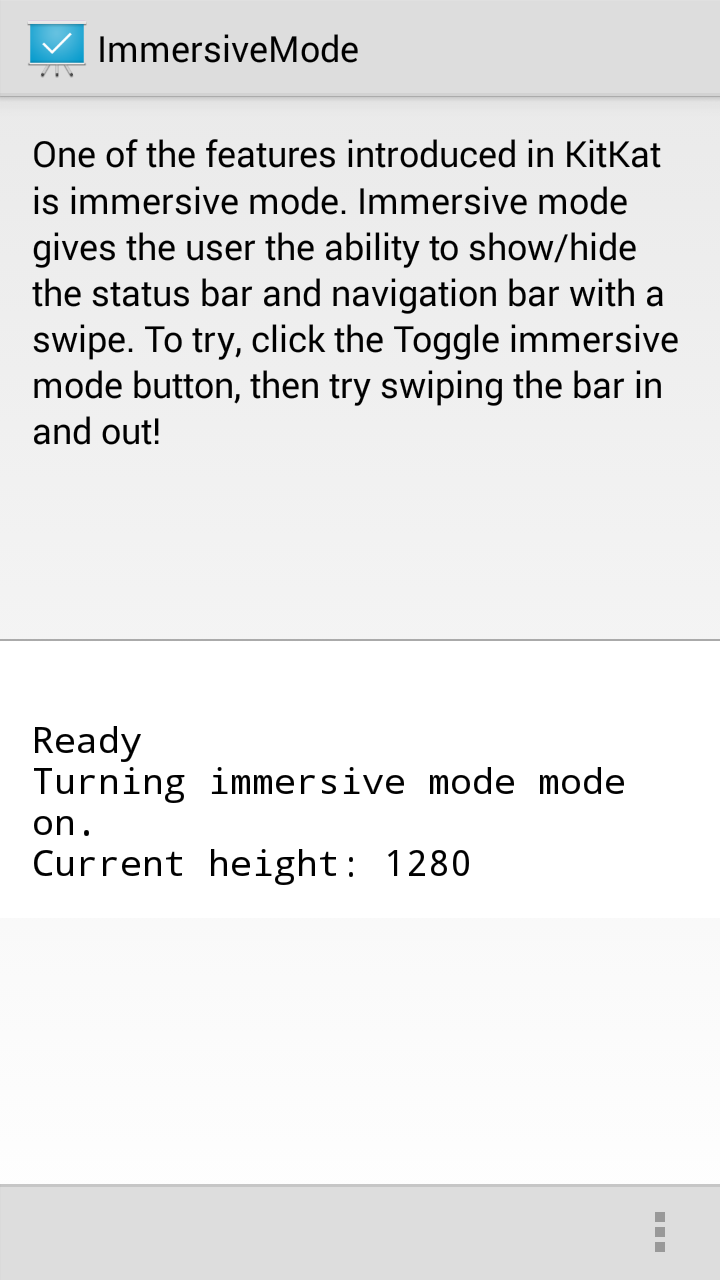 ImmersiveMode
One of the features introduced in KitKat
is immersive mode. Immersive mode
gives the user the ability to show/hide
the status bar and navigation bar with a
swipe. To try, click the Toggle immersive
mode button, then try swiping the bar in
and out!
Ready
Turning immersive mode mode
on.
Current height: 1280